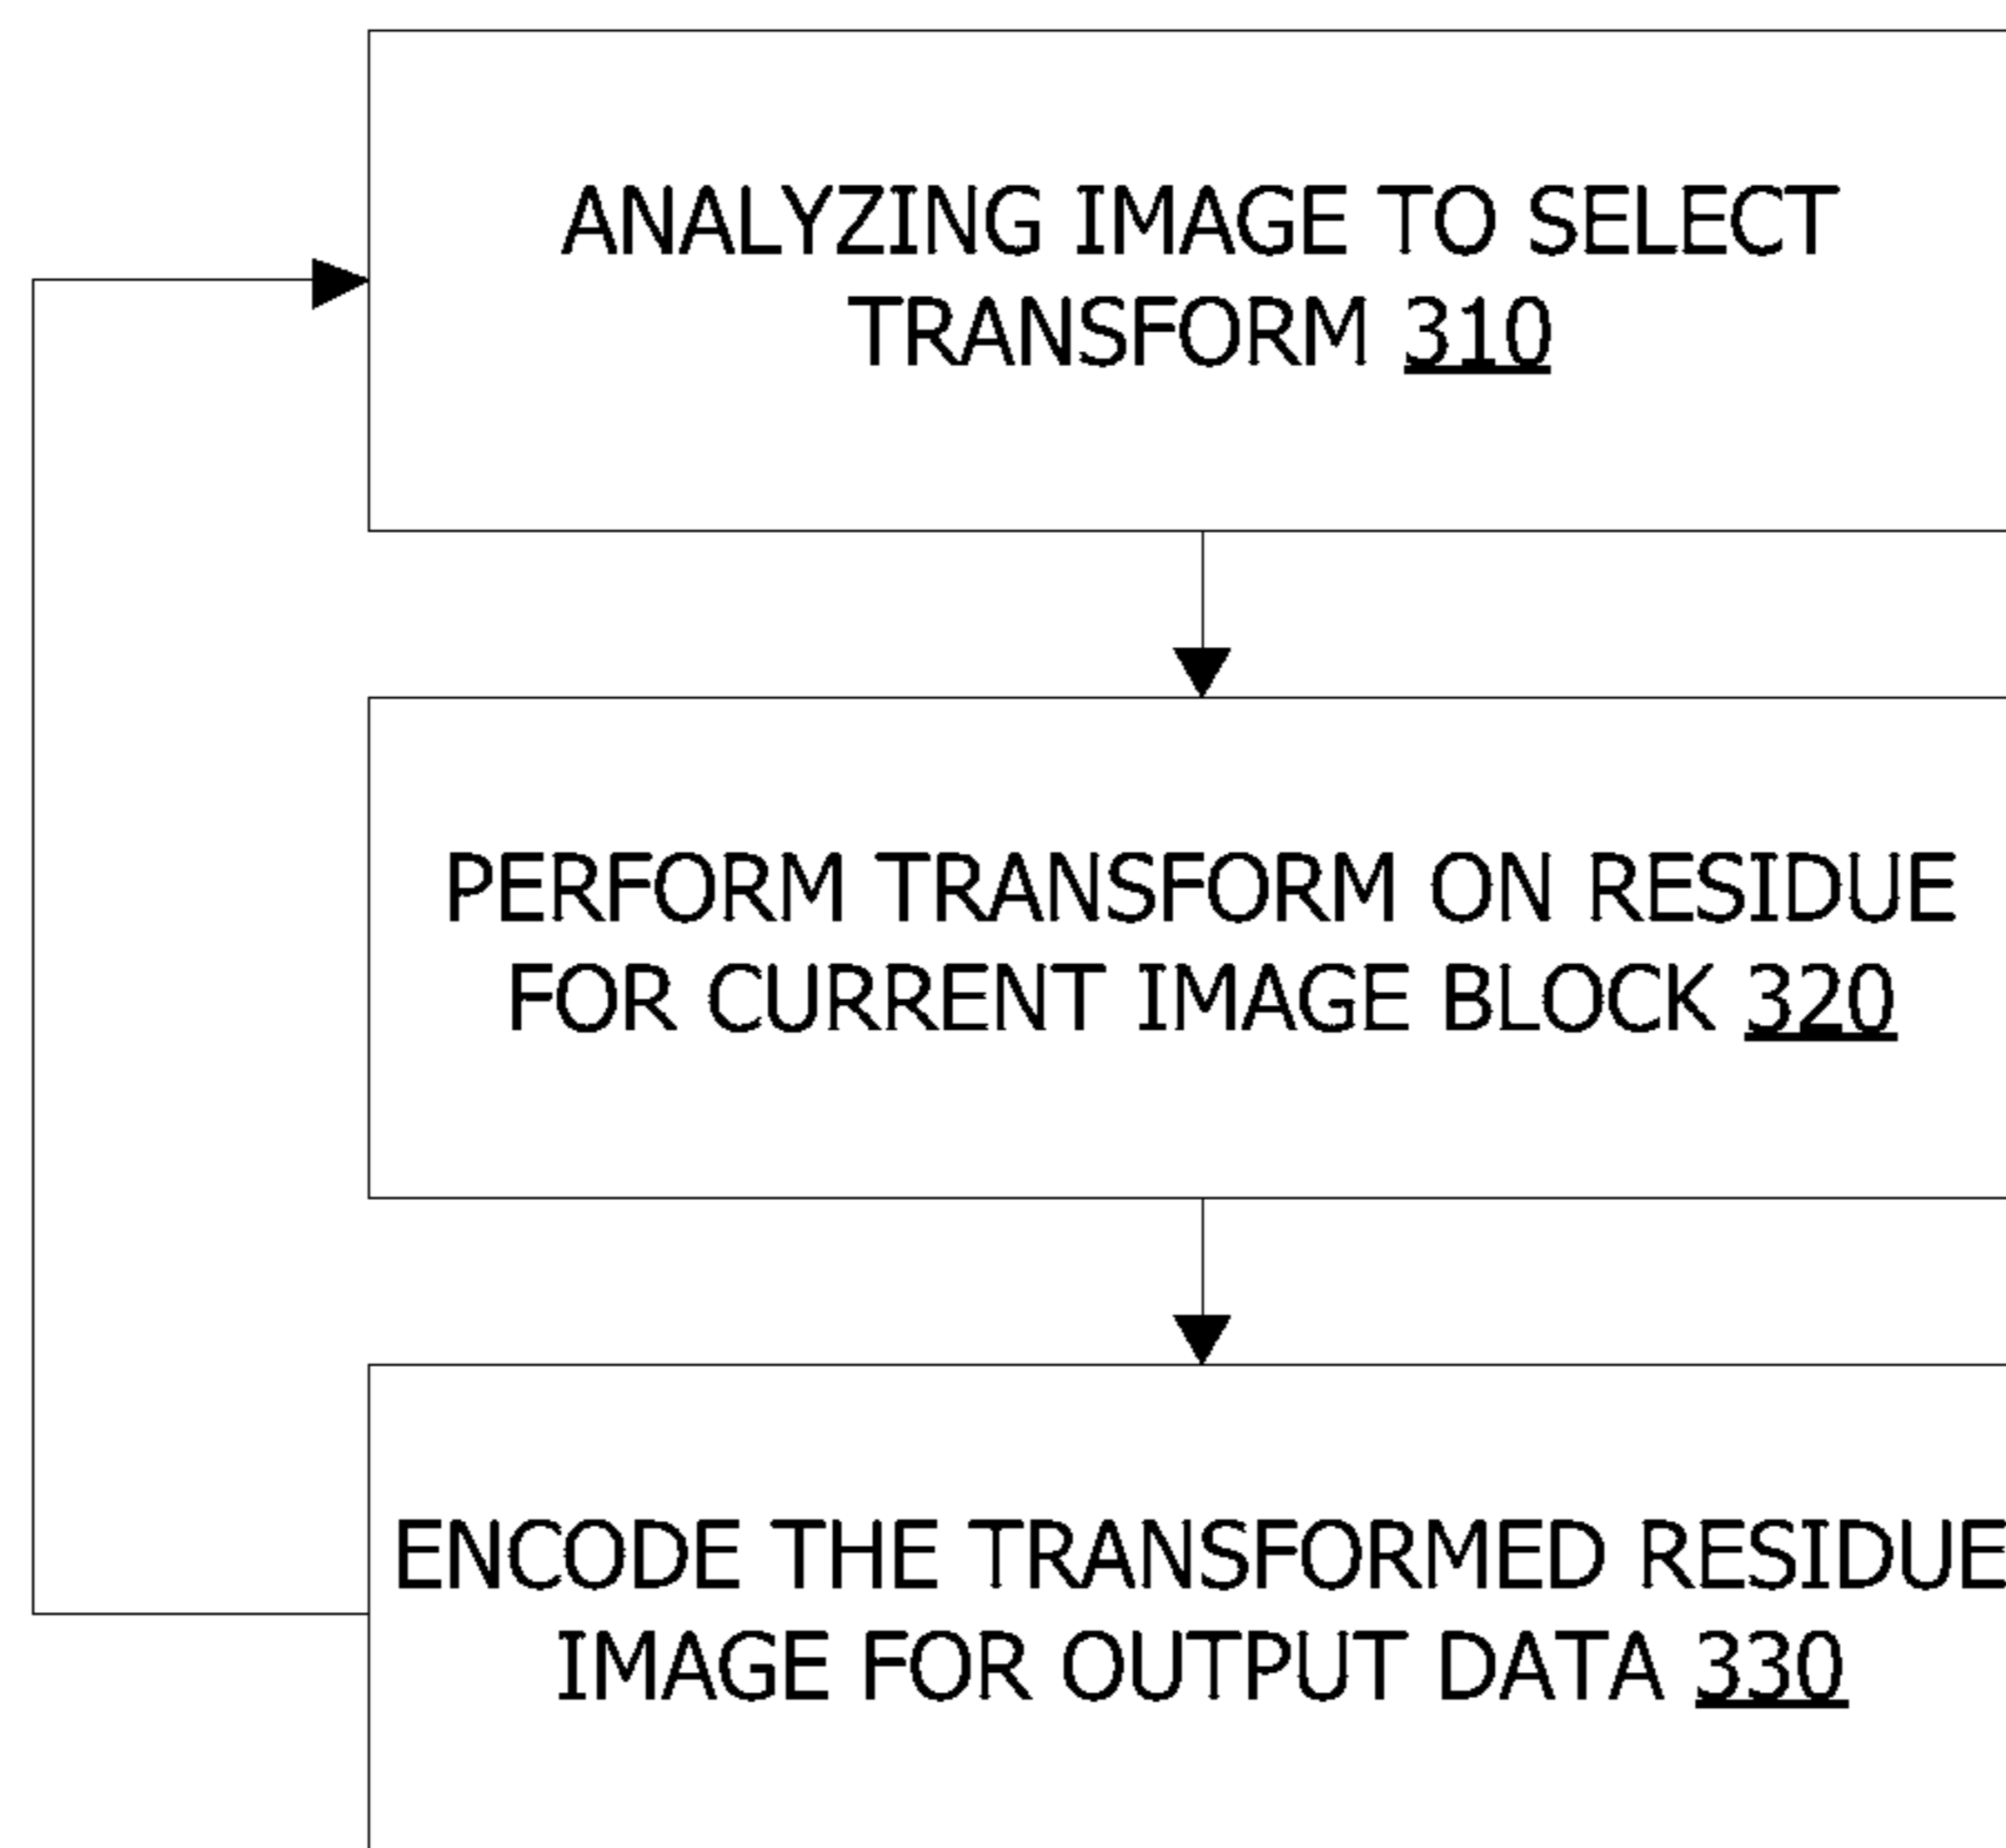 ANALYZING IMAGE TO SELECT
TRANSFORM 310
PERFORM TRANSFORM ON RESIDUE
FOR CURRENT IMAGE BLOCK 320
ENCODE THE TRANSFORMED RESIDUE
IMAGE FOR OUTPUT DATA 330